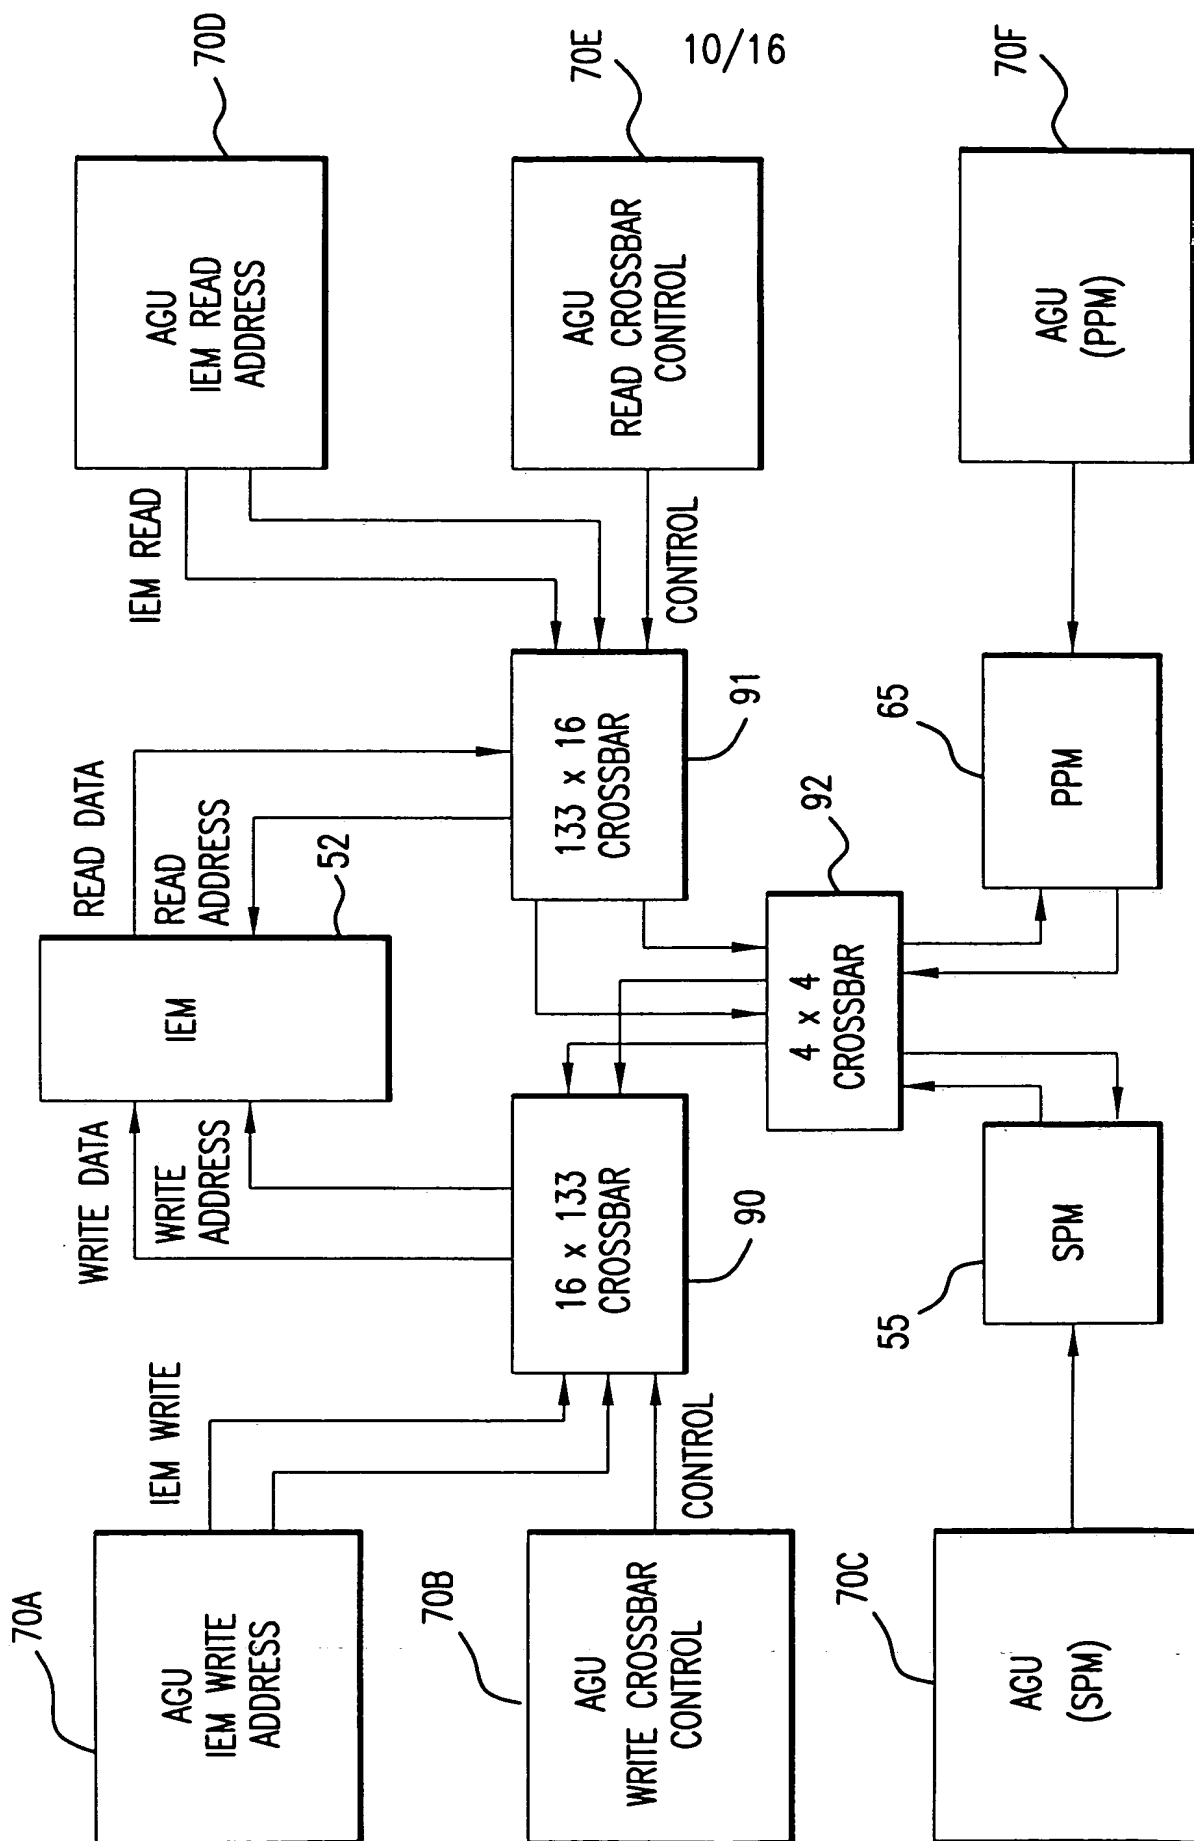 10/16
70A
AGU
IEM WRITE
ADDRESS
IEM WRITE
WRITE DATA
WRITE
ADDRESS
IEM
52
READ DATA
READ
ADDRESS
IEM READ
AGU
IEM READ
ADDRESS
70D
70B
AGU
WRITE CROSSBAR
CONTROL
CONTROL
16 x 133
CROSSBAR
90
133 x 16
CROSSBAR
91
CONTROL
AGU
READ CROSSBAR
CONTROL
70E
4 x 4
CROSSBAR
92
70C
AGU
(SPM)
55
SPM
65
PPM
AGU
(PPM)
70F